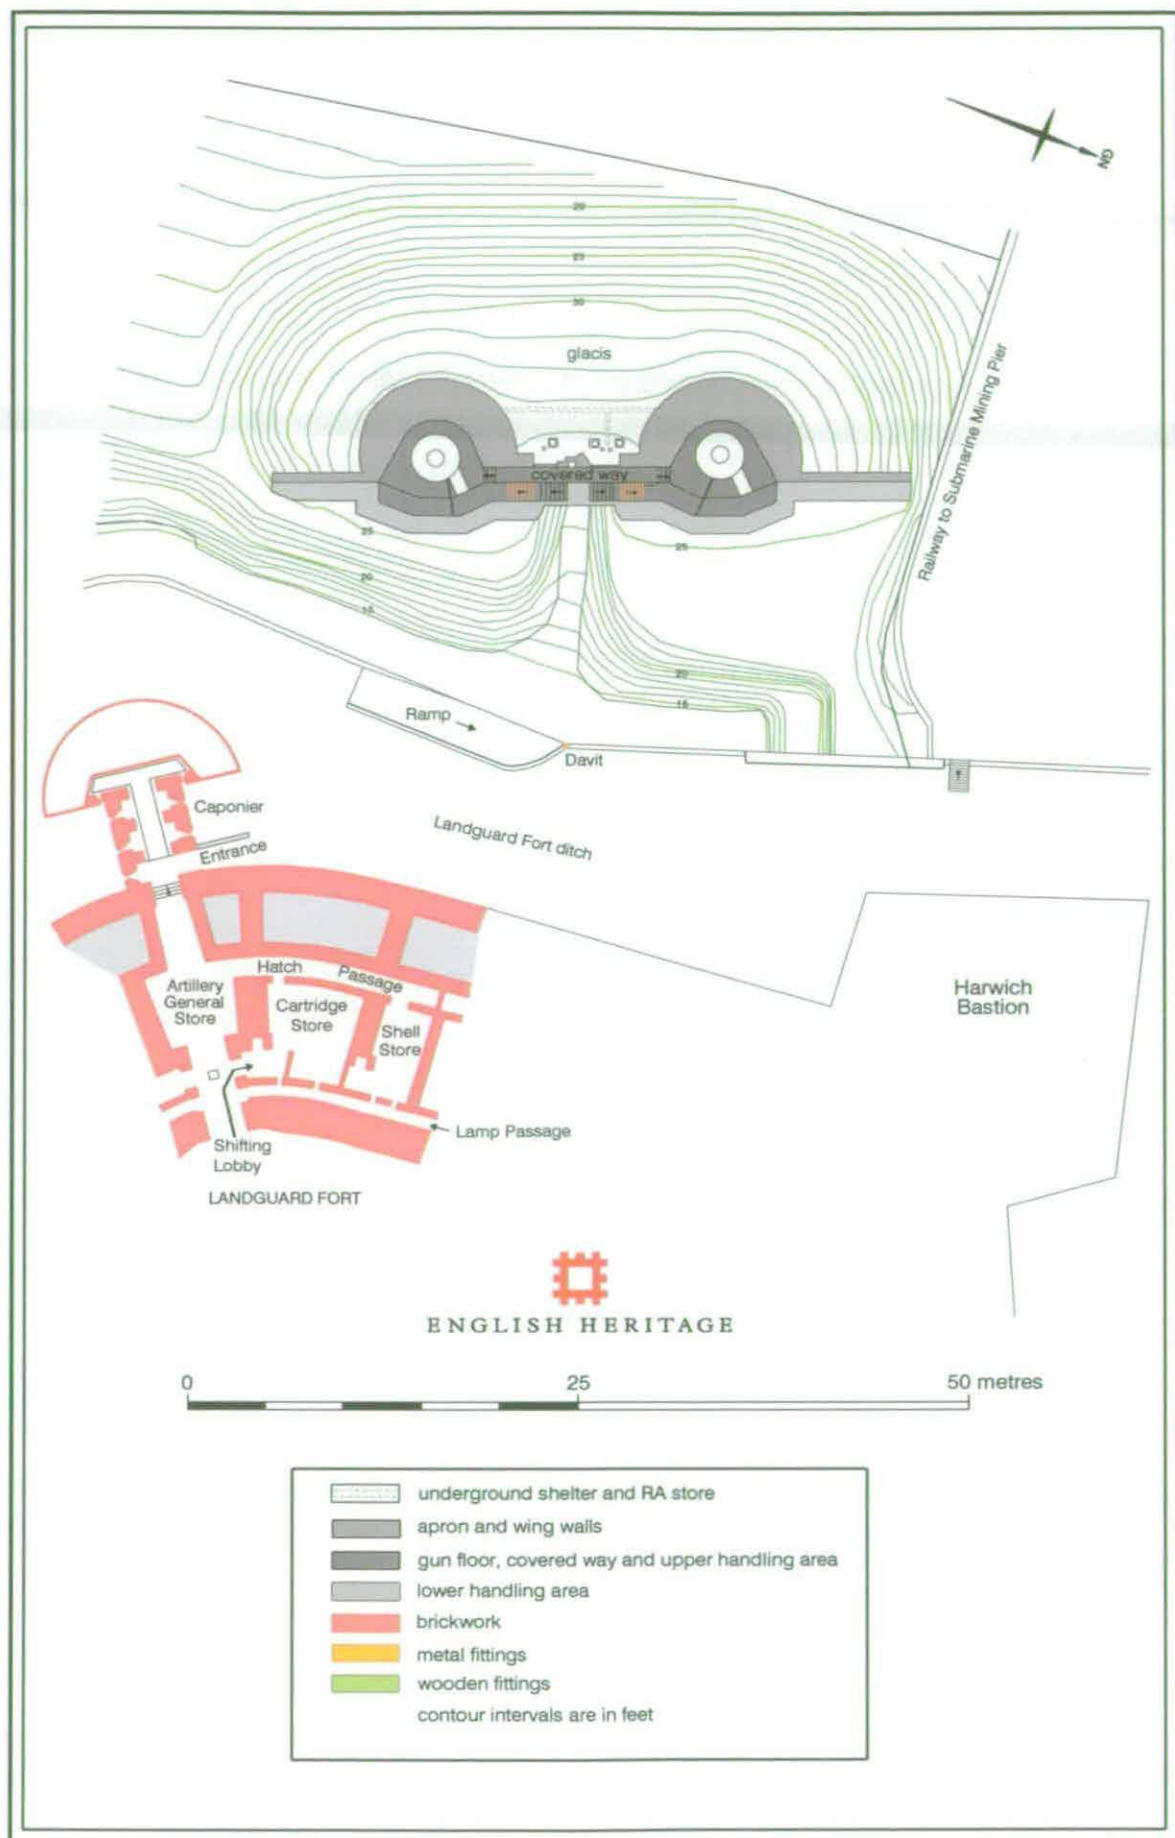 GN
20
25
30
glacis
covered way
25
25
20
15
20
15
Railway to Submarine Mining Pier
Ramp
Davit
Caponier
Entrance
Landguard Fort ditch
Hatch
Passage
Artillery
General
Store
Cartridge
Store
Shell
Store
Harwich
Bastion
Lamp Passage
Shifting
Lobby
LANDGUARD FORT
ENGLISH HERITAGE
0
25
50 metres
underground shelter and RA store
apron and wing walls
gun floor, covered way and upper handling area
lower handling area
brickwork
metal fittings
wooden fittings
contour intervals are in feet